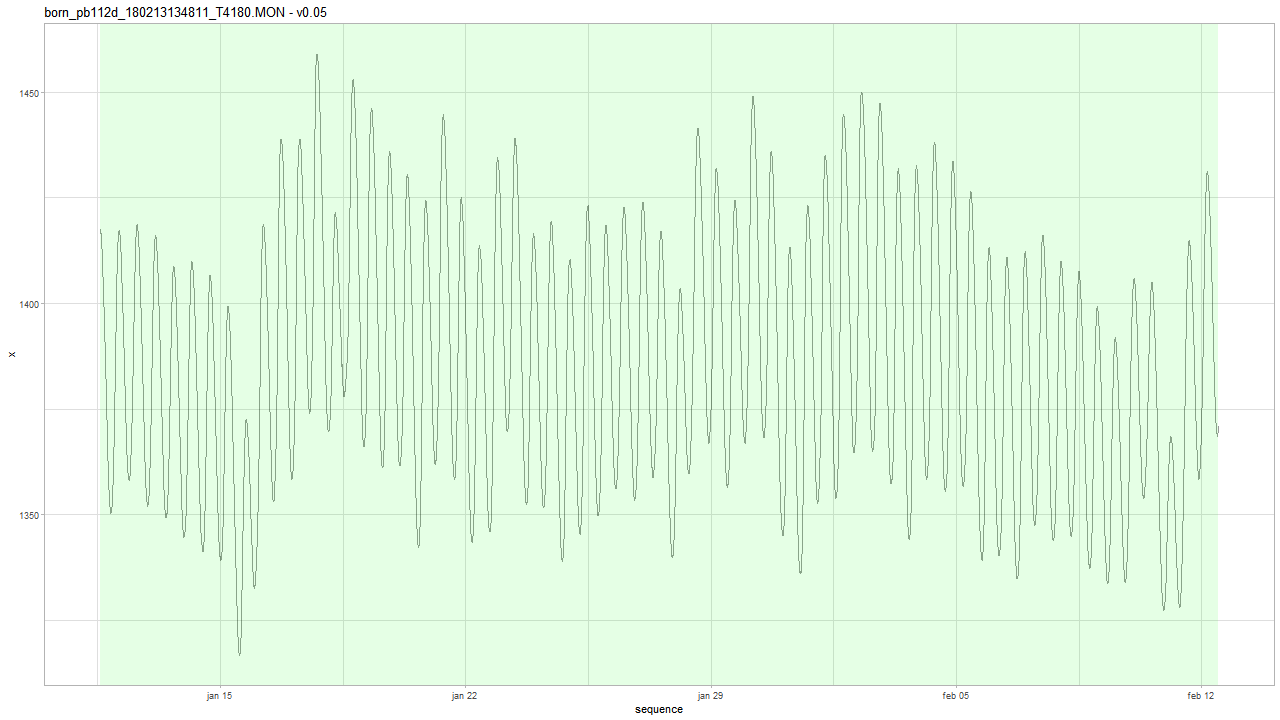 born_pb112d_180213134811_T4180.MON - v0.05
1450
1400
1350
x
jan 15
jan 22
jan 29
feb 05
feb 12
sequence